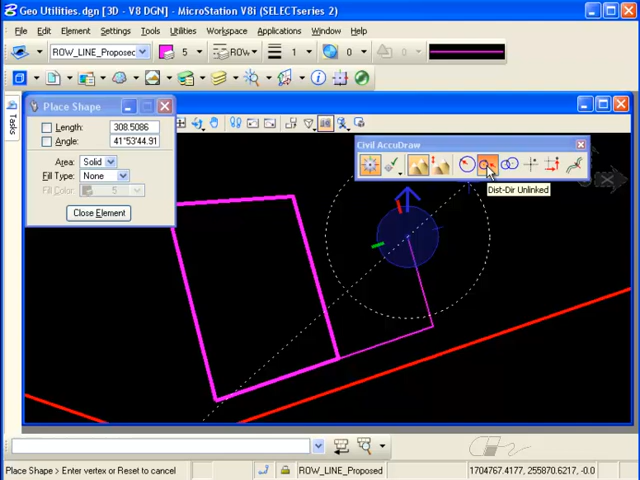 Geo Utilities.dgn [3D - V8 DGN] - MicroStation V8i (SELECTseries 2)
File Edit Element Settings Tools Utilities Workspace Applications Window Help
ROW_LINE_Proposed 5 ROW 1 0
Tasks
Place Shape
Length: 308.5086
Angle: 41°53'44.91
Area: Solid
Fill Type: None
Fill Color: 5
Close Element
Civil AccuDraw
Dist-Dir Unlinked
Place Shape > Enter vertex or Reset to cancel ROW_LINE_Proposed 1704767.4177, 255870.6217, -0.0